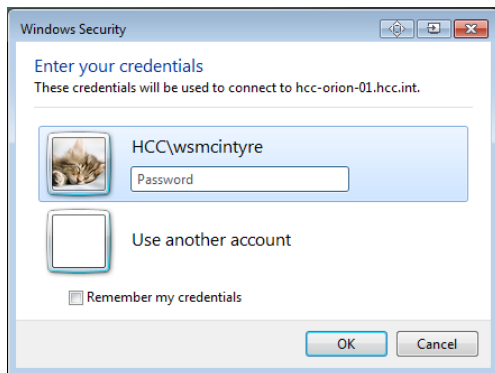 Windows Security
Enter your credentials
These credentials will be used to connect to hcc-orion-01.hcc.int.
HCC\wsmcintyre
Password
Use another account
Remember my credentials
OK
Cancel